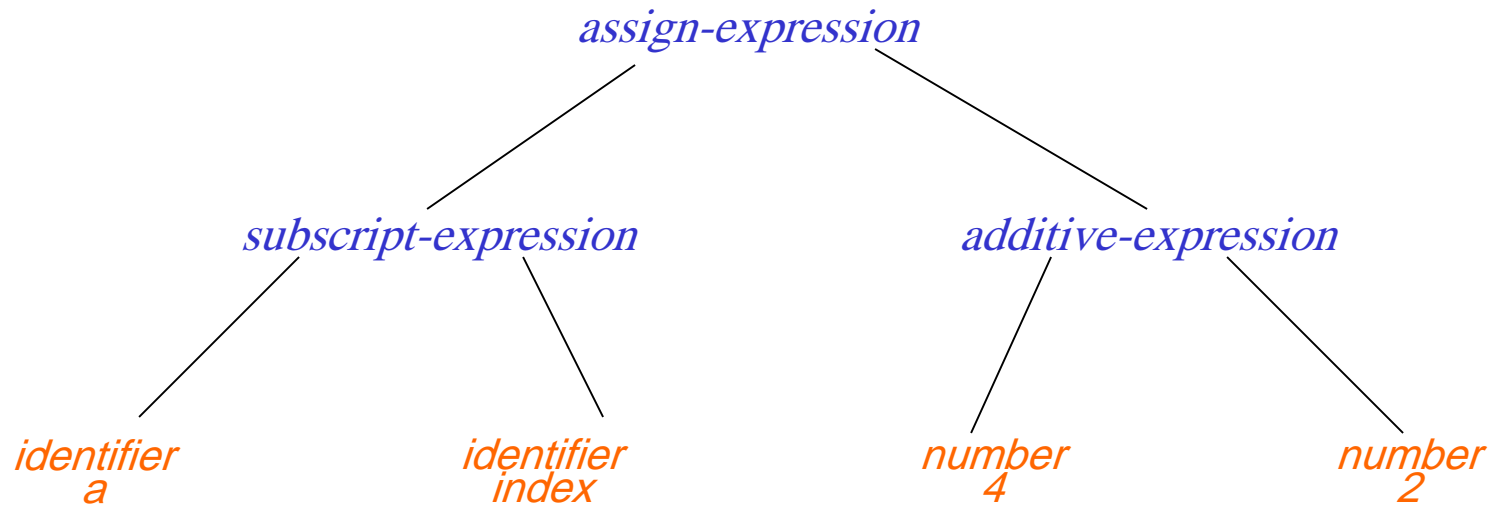 assign-expression
subscript-expression additive-expression
identifier identifier number number
a index 4 2